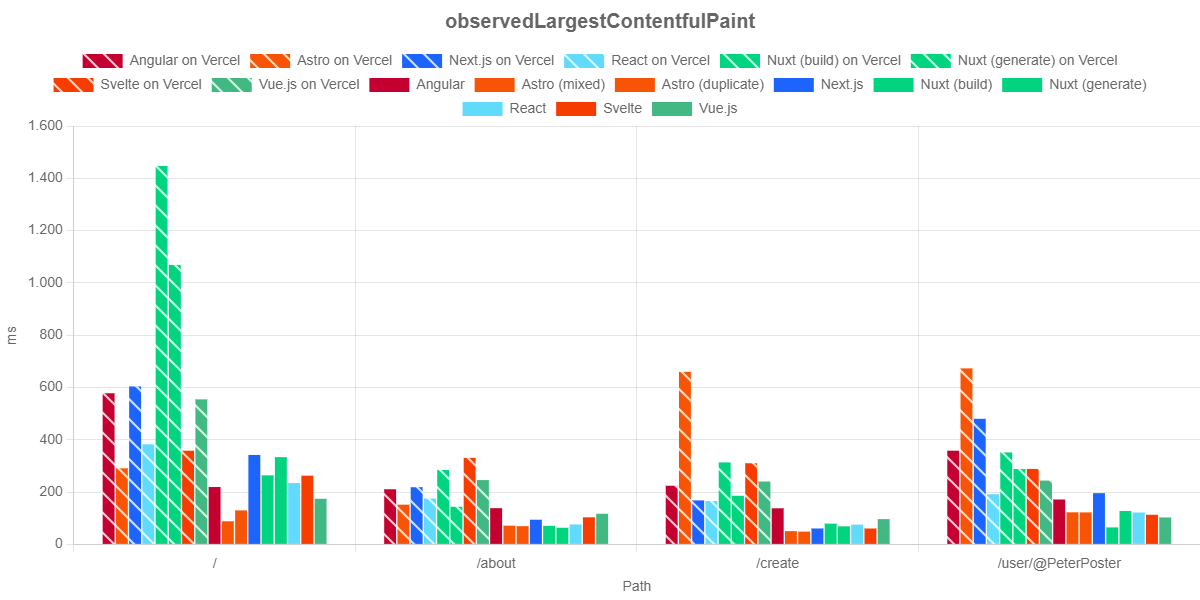 observedLargestContentfulPaint
Angular on Vercel Astro on Vercel Next.js on Vercel React on Vercel Nuxt (build) on Vercel Nuxt (generate) on Vercel
Svelte on Vercel Vue.js on Vercel Angular Astro (mixed) Astro (duplicate) Next.js Nuxt (build) Nuxt (generate)
React Svelte Vue.js
1.600
1.400
1.200
1.000
800
600
400
200
0
ms
/ /about /create /user/@PeterPoster
Path